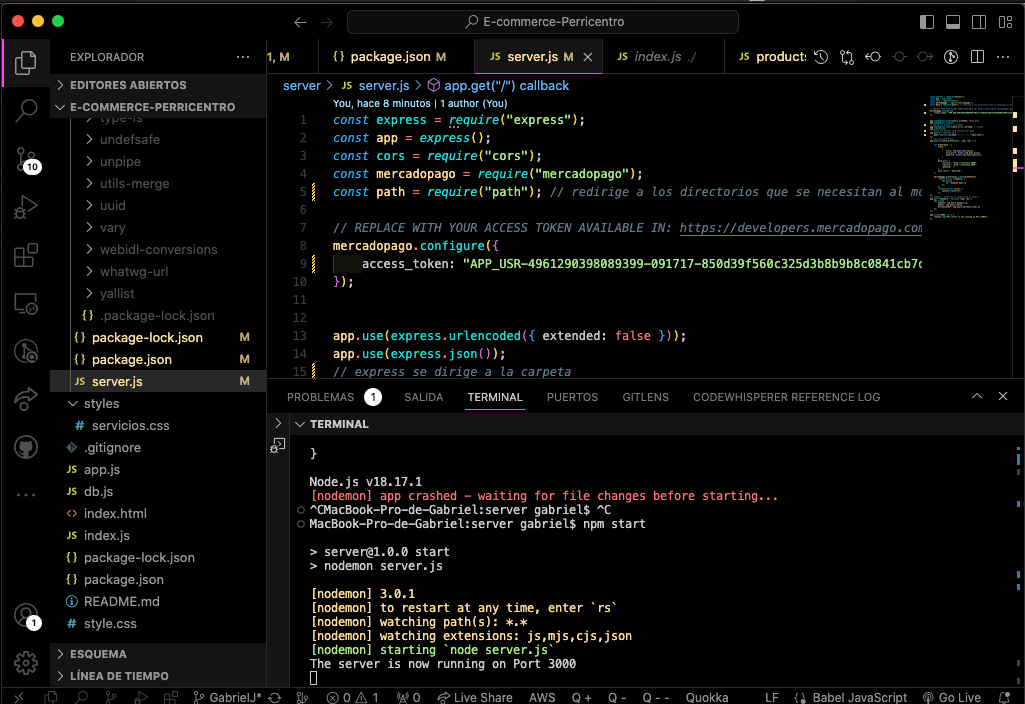 E-commerce-Perricentro
EXPLORADOR
EDITORES ABIERTOS
E-COMMERCE-PERRICENTRO
type-is
undefsafe
unpipe
utils-merge
uuid
vary
webidl-conversions
whatwg-url
yallist
{} .package-lock.json
{} package-lock.json M
{} package.json M
JS server.js M
styles
# servicios.css
.gitignore
JS app.js
JS db.js
<> index.html
JS index.js
{} package-lock.json
{} package.json
README.md
# style.css
ESQUEMA
LÍNEA DE TIEMPO
10
1
1, M
{} package.json M
JS server.js M
JS index.js ./
JS products
server > JS server.js > app.get("/") callback
You, hace 8 minutos | 1 author (You)
1 const express = require("express");
2 const app = express();
3 const cors = require("cors");
4 const mercadopago = require("mercadopago");
5 const path = require("path"); // redirige a los directorios que se necesitan al mo
6
7 // REPLACE WITH YOUR ACCESS TOKEN AVAILABLE IN: https://developers.mercadopago.com
8 mercadopago.configure({
9 access_token: "APP_USR-4961290398089399-091717-850d39f560c325d3b8b9b8c0841cb7c
10 });
11
12
13 app.use(express.urlencoded({ extended: false }));
14 app.use(express.json());
15 // express se dirige a la carpeta
PROBLEMAS 1 SALIDA TERMINAL PUERTOS GITLENS CODEWHISPERER REFERENCE LOG
TERMINAL
}
Node.js v18.17.1
[nodemon] app crashed - waiting for file changes before starting...
^CMacBook-Pro-de-Gabriel:server gabriel$ ^C
MacBook-Pro-de-Gabriel:server gabriel$ npm start
> server@1.0.0 start
> nodemon server.js
[nodemon] 3.0.1
[nodemon] to restart at any time, enter `rs`
[nodemon] watching path(s): *.*
[nodemon] watching extensions: js,mjs,cjs,json
[nodemon] starting `node server.js`
The server is now running on Port 3000
GabrielJ* 0 1 0 Live Share AWS Q + Q - Q - - Quokka LF {} Babel JavaScript Go Live